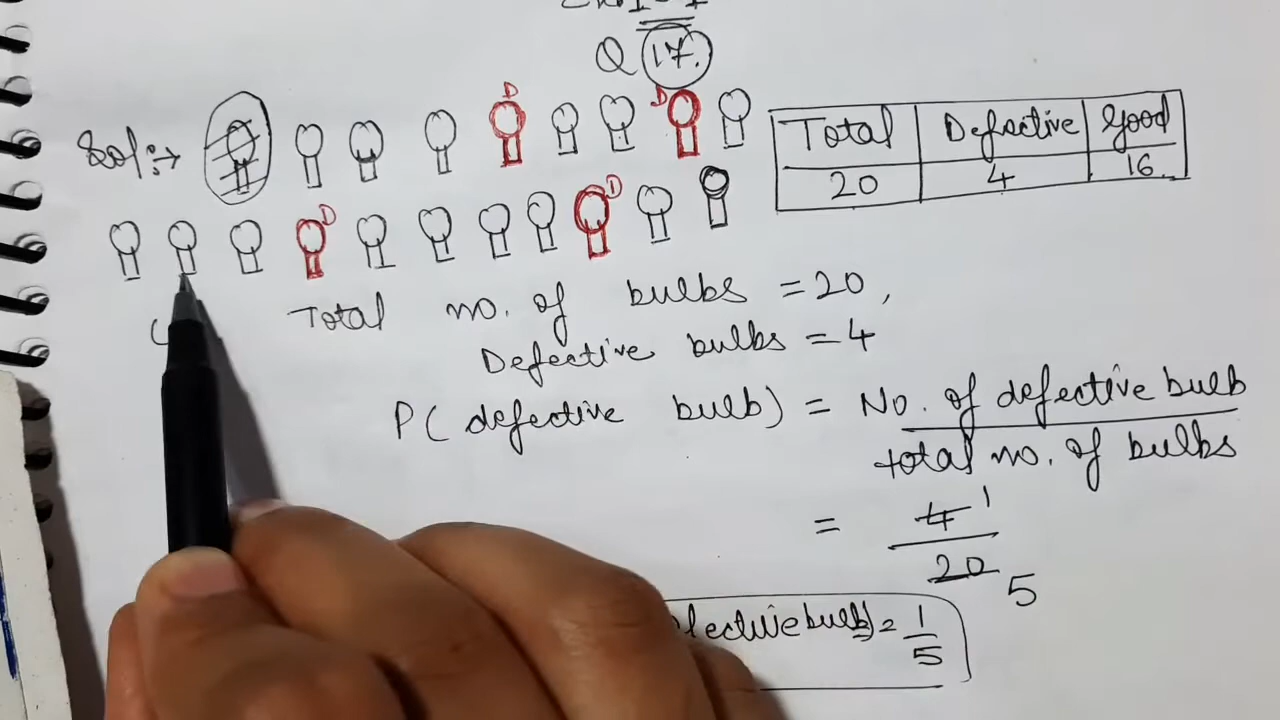 Q 17.
Sol:→
D
D
Total Defective Good
20 4 16
D
D
Total no. of bulbs = 20,
Defective bulbs = 4
P( defective bulb) = No. of defective bulb
total no. of bulbs
= 4 1
20 5
efective bulb) = 1
5